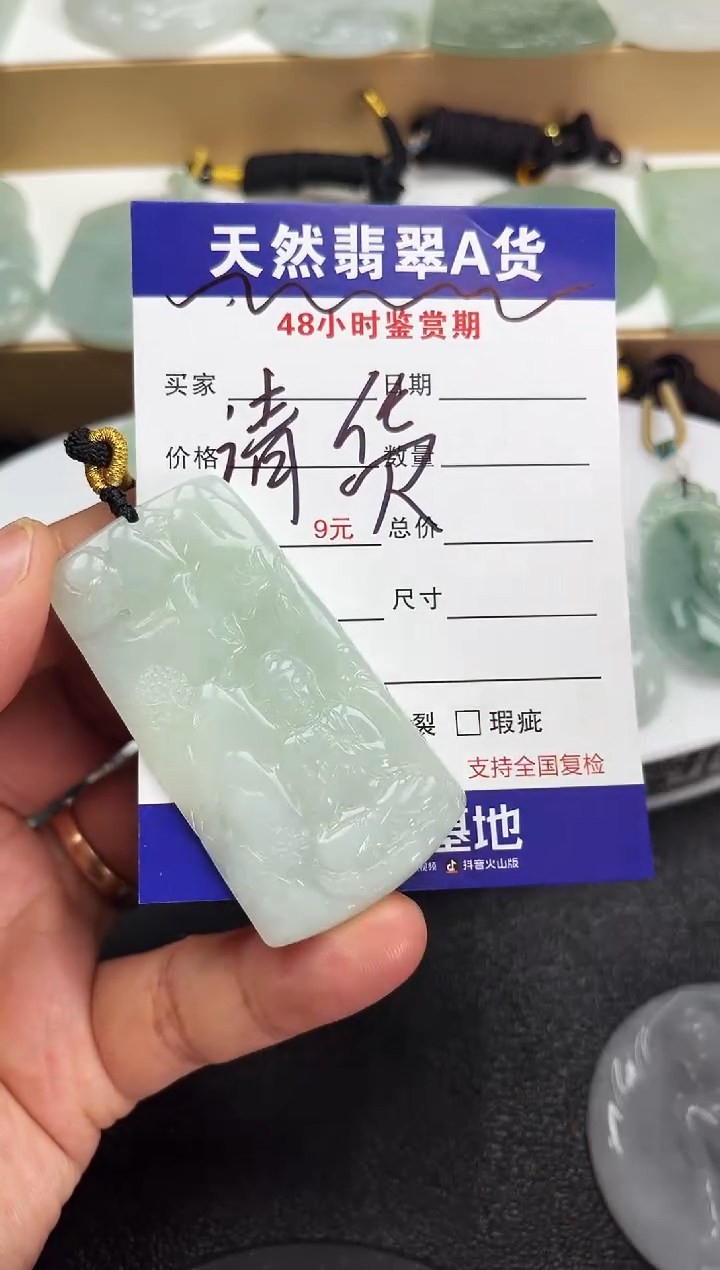 天然翡翠A货
48小时鉴赏期
买家 日期
清货
价格 数量
9元 总价
尺寸
裂 瑕疵
支持全国复检
基地
视频 抖音火山版